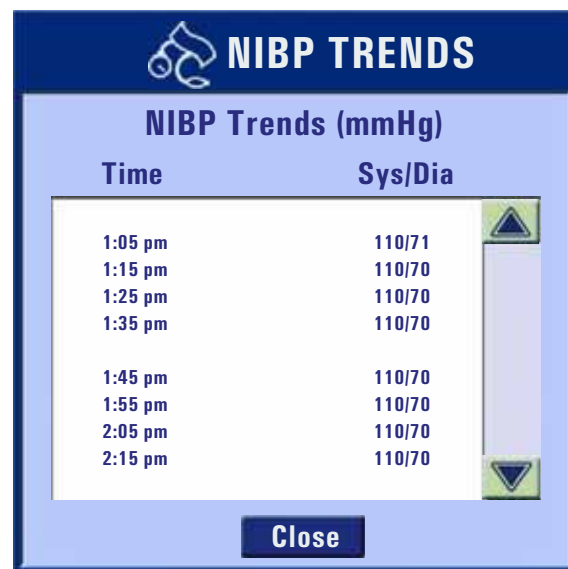 NIBP TRENDS
NIBP Trends (mmHg)
Time Sys/Dia
1:05 pm 110/71
1:15 pm 110/70
1:25 pm 110/70
1:35 pm 110/70
1:45 pm 110/70
1:55 pm 110/70
2:05 pm 110/70
2:15 pm 110/70
Close